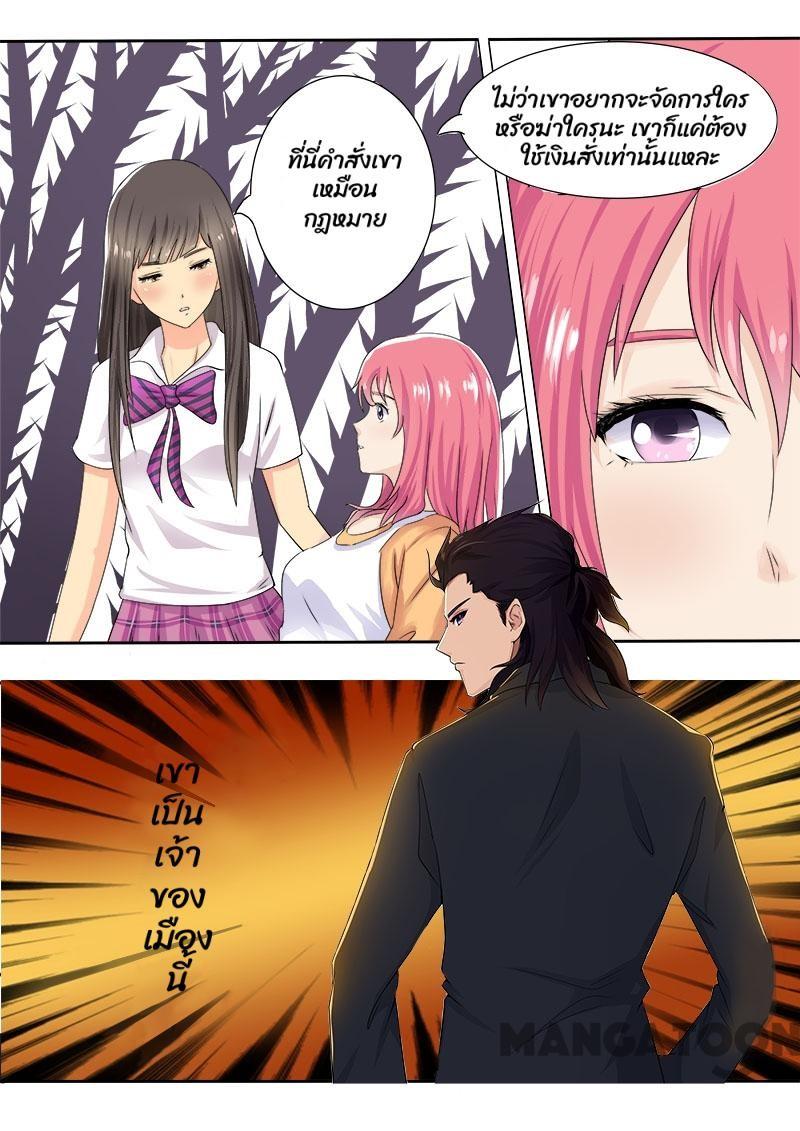 ที่นี่คำสั่งเขา
เหมือน
กฎหมาย
ไม่ว่าเขาอยากจะจัดการใคร
หรือฆ่าใครนะ เขาก็แค่ต้อง
ใช้เงินสั่งเท่านั้นแหละ
เขา
เป็น
เจ้า
ของ
เมือง
นี้
MANGATOON